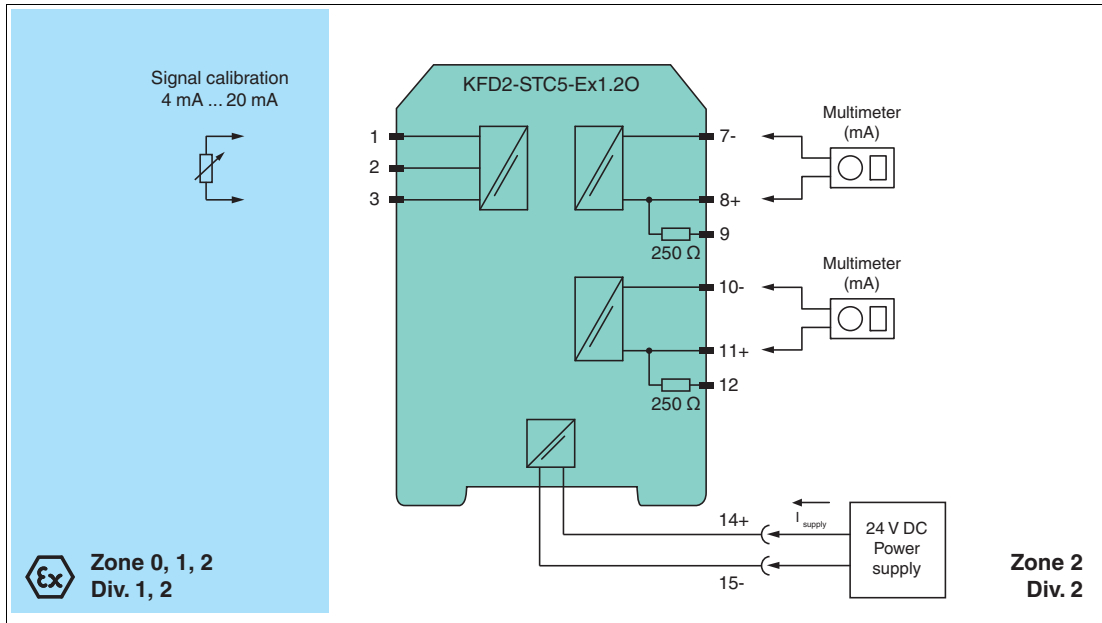 Signal calibration
4 mA ... 20 mA
KFD2-STC5-Ex1.2O
1
2
3
7-
8+
9
250 Ω
Multimeter
(mA)
10-
11+
12
250 Ω
Multimeter
(mA)
14+
15-
I supply
24 V DC
Power
supply
Ex
Zone 0, 1, 2
Div. 1, 2
Zone 2
Div. 2